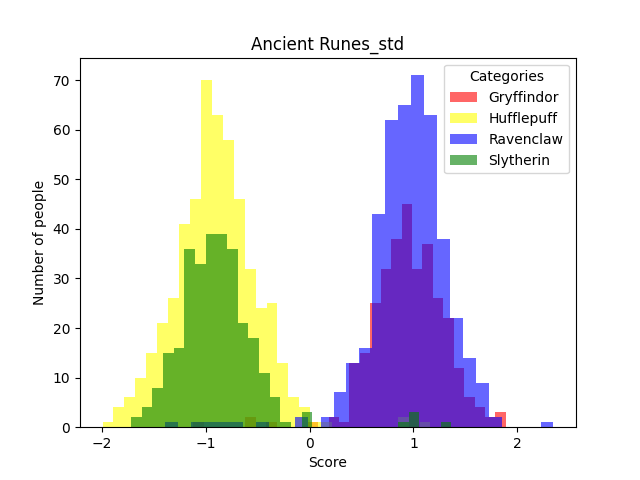 Ancient Runes_std
Categories
Gryffindor
Hufflepuff
Ravenclaw
Slytherin
Number of people
70
60
50
40
30
20
10
0
−2
−1
0
1
2
Score